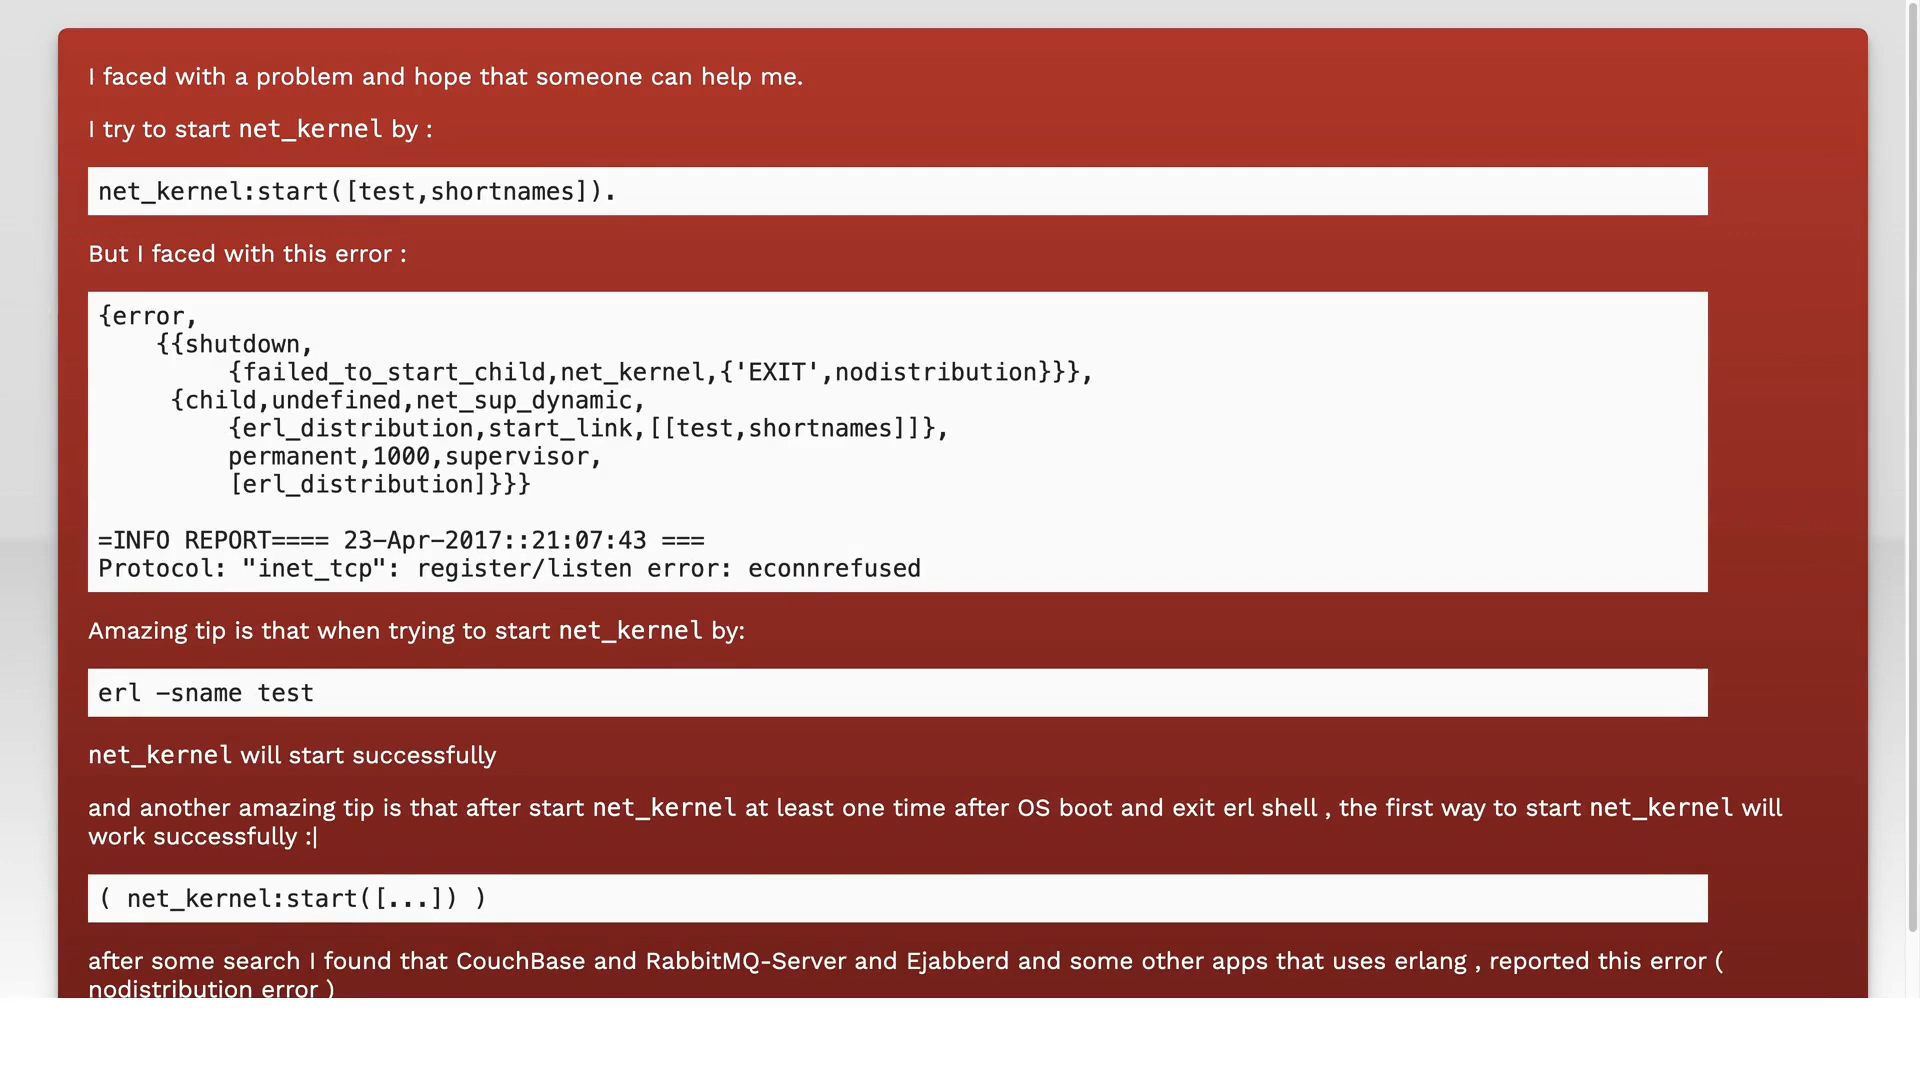 I faced with a problem and hope that someone can help me.
I try to start net_kernel by :
net_kernel:start([test,shortnames]).
But I faced with this error :
{error,
    {{shutdown,
         {failed_to_start_child,net_kernel,{'EXIT',nodistribution}}},
     {child,undefined,net_sup_dynamic,
         {erl_distribution,start_link,[[test,shortnames]]},
         permanent,1000,supervisor,
         [erl_distribution]}}}
=INFO REPORT==== 23-Apr-2017::21:07:43 ===
Protocol: "inet_tcp": register/listen error: econnrefused
Amazing tip is that when trying to start net_kernel by:
erl -sname test
net_kernel will start successfully
and another amazing tip is that after start net_kernel at least one time after OS boot and exit erl shell , the first way to start net_kernel will
work successfully :|
( net_kernel:start([...]) )
after some search I found that CouchBase and RabbitMQ-Server and Ejabberd and some other apps that uses erlang , reported this error (
nodistribution error )